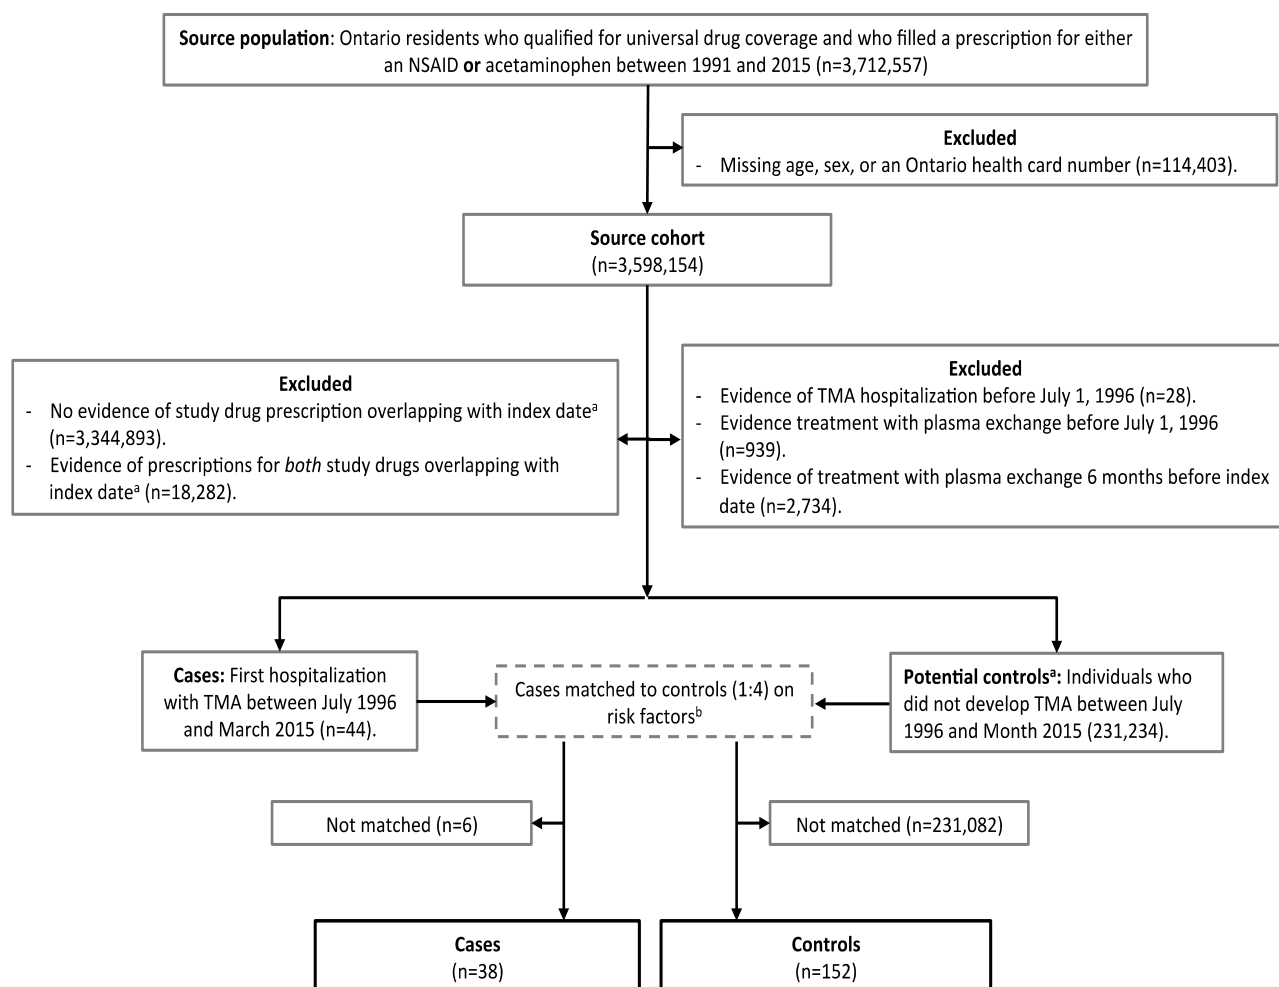 Source population: Ontario residents who qualified for universal drug coverage and who filled a prescription for either
an NSAID or acetaminophen between 1991 and 2015 (n=3,712,557)
Excluded
- Missing age, sex, or an Ontario health card number (n=114,403).
Source cohort
(n=3,598,154)
Excluded
- No evidence of study drug prescription overlapping with index dateᵃ
(n=3,344,893).
- Evidence of prescriptions for both study drugs overlapping with
index dateᵃ (n=18,282).
Excluded
- Evidence of TMA hospitalization before July 1, 1996 (n=28).
- Evidence treatment with plasma exchange before July 1, 1996
(n=939).
- Evidence of treatment with plasma exchange 6 months before index
date (n=2,734).
Cases: First hospitalization
with TMA between July 1996
and March 2015 (n=44).
Cases matched to controls (1:4) on
risk factorsᵇ
Potential controlsᵃ: Individuals who
did not develop TMA between July
1996 and Month 2015 (231,234).
Not matched (n=6)
Not matched (n=231,082)
Cases
(n=38)
Controls
(n=152)